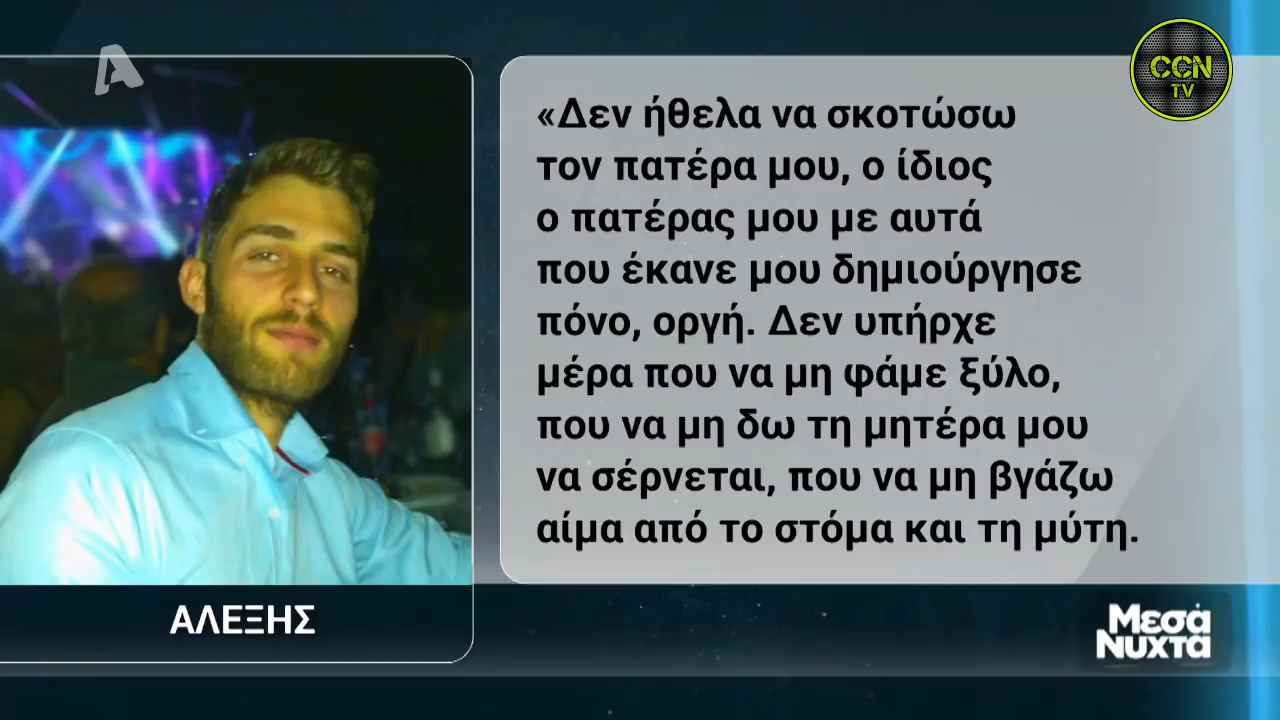 CCN
TV
«Δεν ήθελα να σκοτώσω
τον πατέρα μου, ο ίδιος
ο πατέρας μου με αυτά
που έκανε μου δημιούργησε
πόνο, οργή. Δεν υπήρχε
μέρα που να μη φάμε ξύλο,
που να μη δω τη μητέρα μου
να σέρνεται, που να μη βγάζω
αίμα από το στόμα και τη μύτη.
ΑΛΕΞΗΣ
Μεσά
Νυχτα